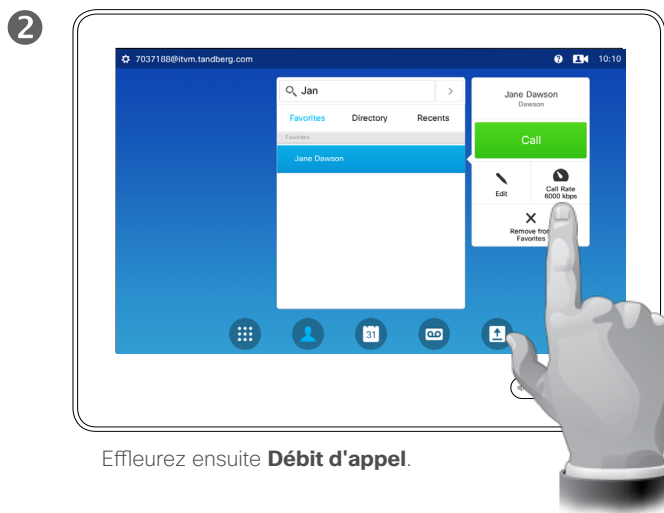 2
7037188@itvm.tandberg.com
? 10:10
Jan
Favorites Directory Recents
Favorites
Jane Dawson
Jane Dawson
Dawson
Call
Edit
Call Rate
6000 kbps
Remove from
Favorites
31
Effleurez ensuite Débit d'appel.